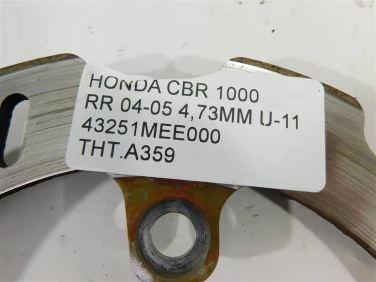 HONDA CBR 1000
RR 04-05 4,73MM U-11
43251MEE000
THT.A359